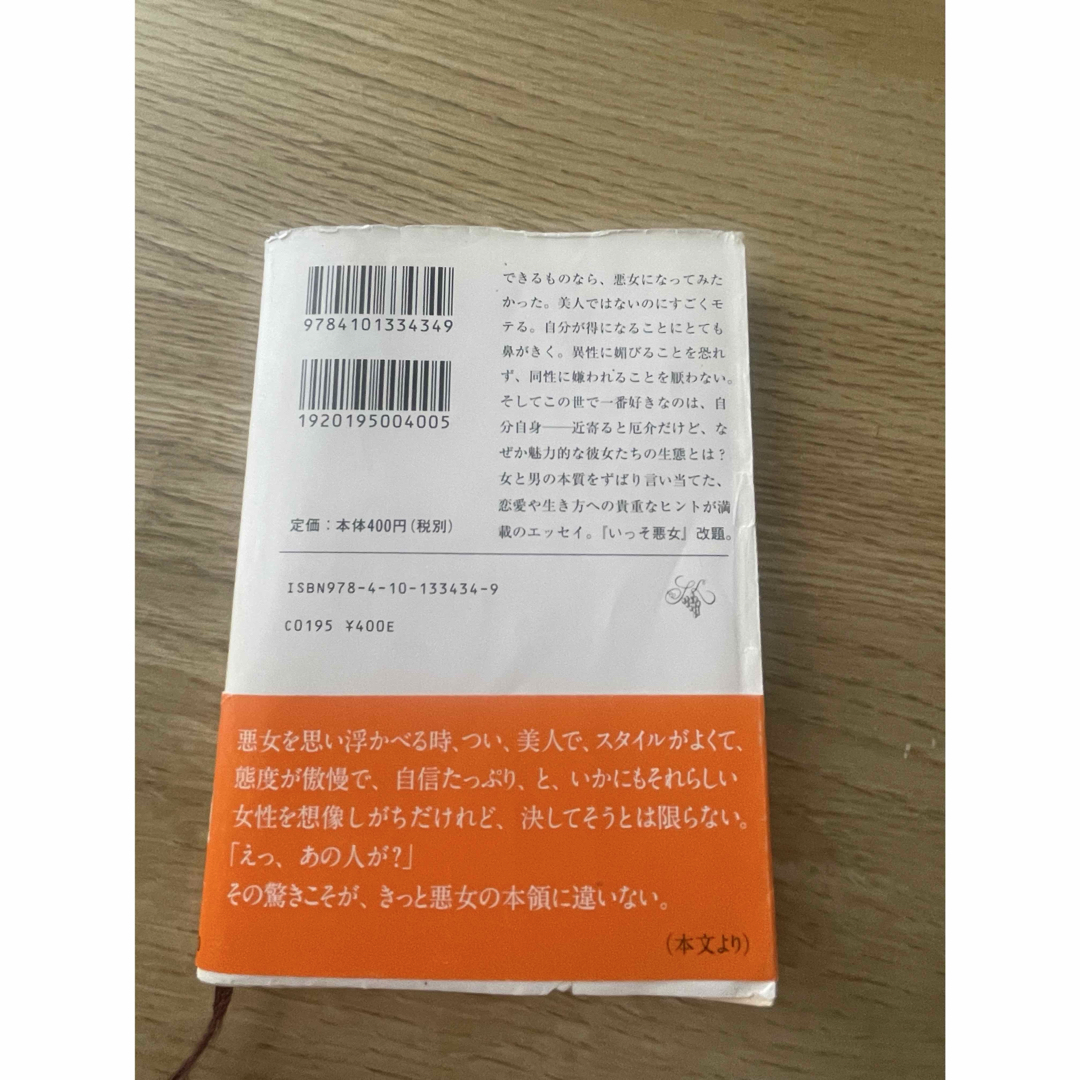 9784101334349
1920195004005
定価：本体400円（税別）
できるものなら、悪女になってみた
かった。美人ではないのにすごくモ
テる。自分が得になることにとても
鼻がきく。異性に媚びることを恐れ
ず、同性に嫌われることを厭わない。
そしてこの世で一番好きなのは、自
分自身──近寄ると厄介だけど、な
ぜか魅力的な彼女たちの生態とは？
女と男の本質をずばり言い当てた、
恋愛や生き方への貴重なヒントが満
載のエッセイ。『いっそ悪女』改題。
ISBN978-4-10-133434-9
C0195 ¥400E
悪女を思い浮かべる時、つい、美人で、スタイルがよくて、
態度が傲慢で、自信たっぷり、と、いかにもそれらしい
女性を想像しがちだけれど、決してそうとは限らない。
「えっ、あの人が？」
その驚きこそが、きっと悪女の本領に違いない。
（本文より）